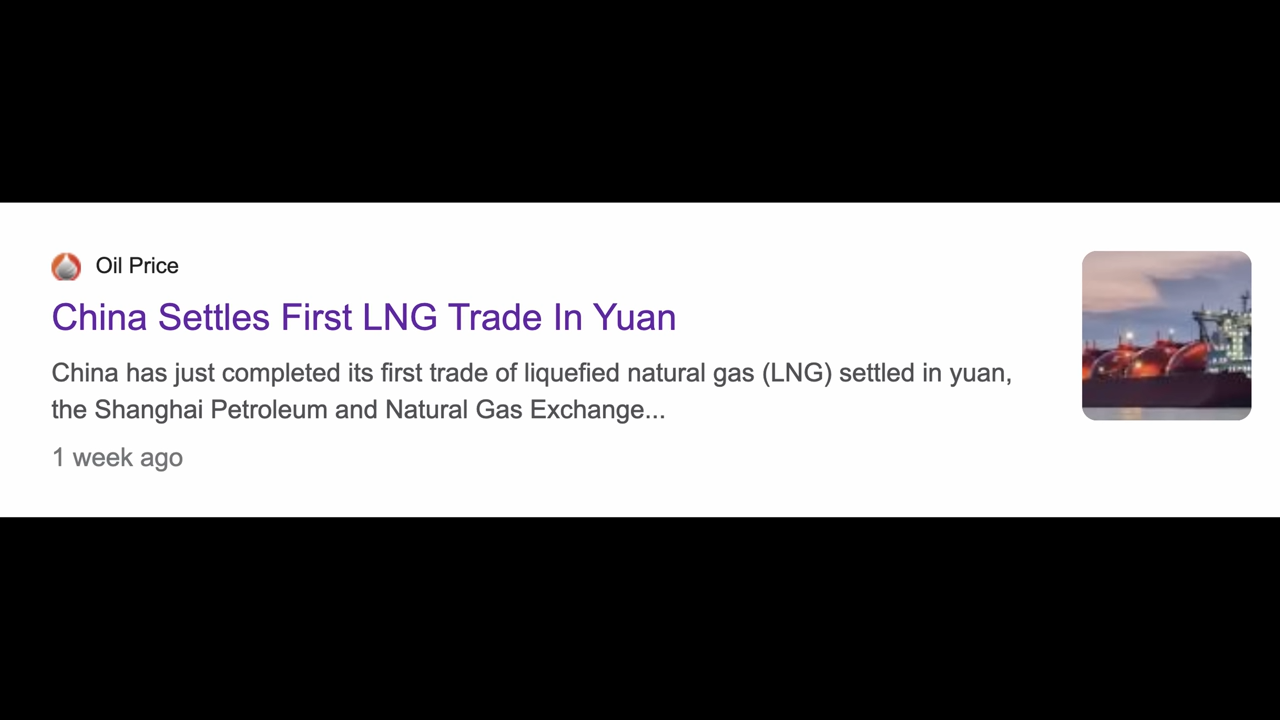 Oil Price
China Settles First LNG Trade In Yuan
China has just completed its first trade of liquefied natural gas (LNG) settled in yuan,
the Shanghai Petroleum and Natural Gas Exchange...
1 week ago